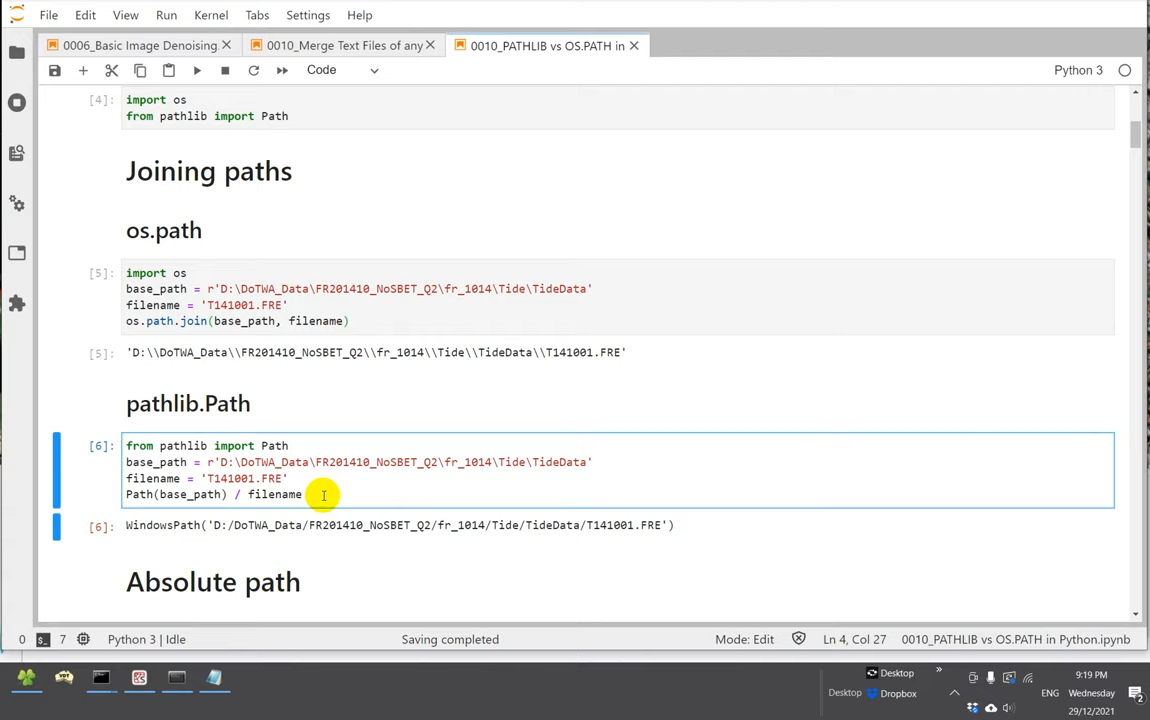 File Edit View Run Kernel Tabs Settings Help
0006_Basic Image Denoising. 0010_Merge Text Files of any 0010_PATHLIB vs OS.PATH in
Code Python 3
[4]: import os
from pathlib import Path
Joining paths
os.path
[5]: import os
base_path = r'D:\DoTWA_Data\FR201410_NoSBET_Q2\fr_1014\Tide\TideData'
filename = 'T141001.FRE'
os.path.join(base_path, filename)
[5]: 'D:\\DoTWA_Data\\FR201410_NoSBET_Q2\\fr_1014\\Tide\\TideData\\T141001.FRE'
pathlib.Path
[6]: from pathlib import Path
base_path = r'D:\DoTWA_Data\FR201410_NoSBET_Q2\fr_1014\Tide\TideData'
filename = 'T141001.FRE'
Path(base_path) / filename
[6]: WindowsPath('D:/DoTWA_Data/FR201410_NoSBET_Q2/fr_1014/Tide/TideData/T141001.FRE')
Absolute path
0 7 Python 3 | Idle Saving completed Mode: Edit Ln 4, Col 27 0010_PATHLIB vs OS.PATH in Python.ipynb
Desktop » 9:19 PM
Desktop Dropbox ENG Wednesday
29/12/2021 2